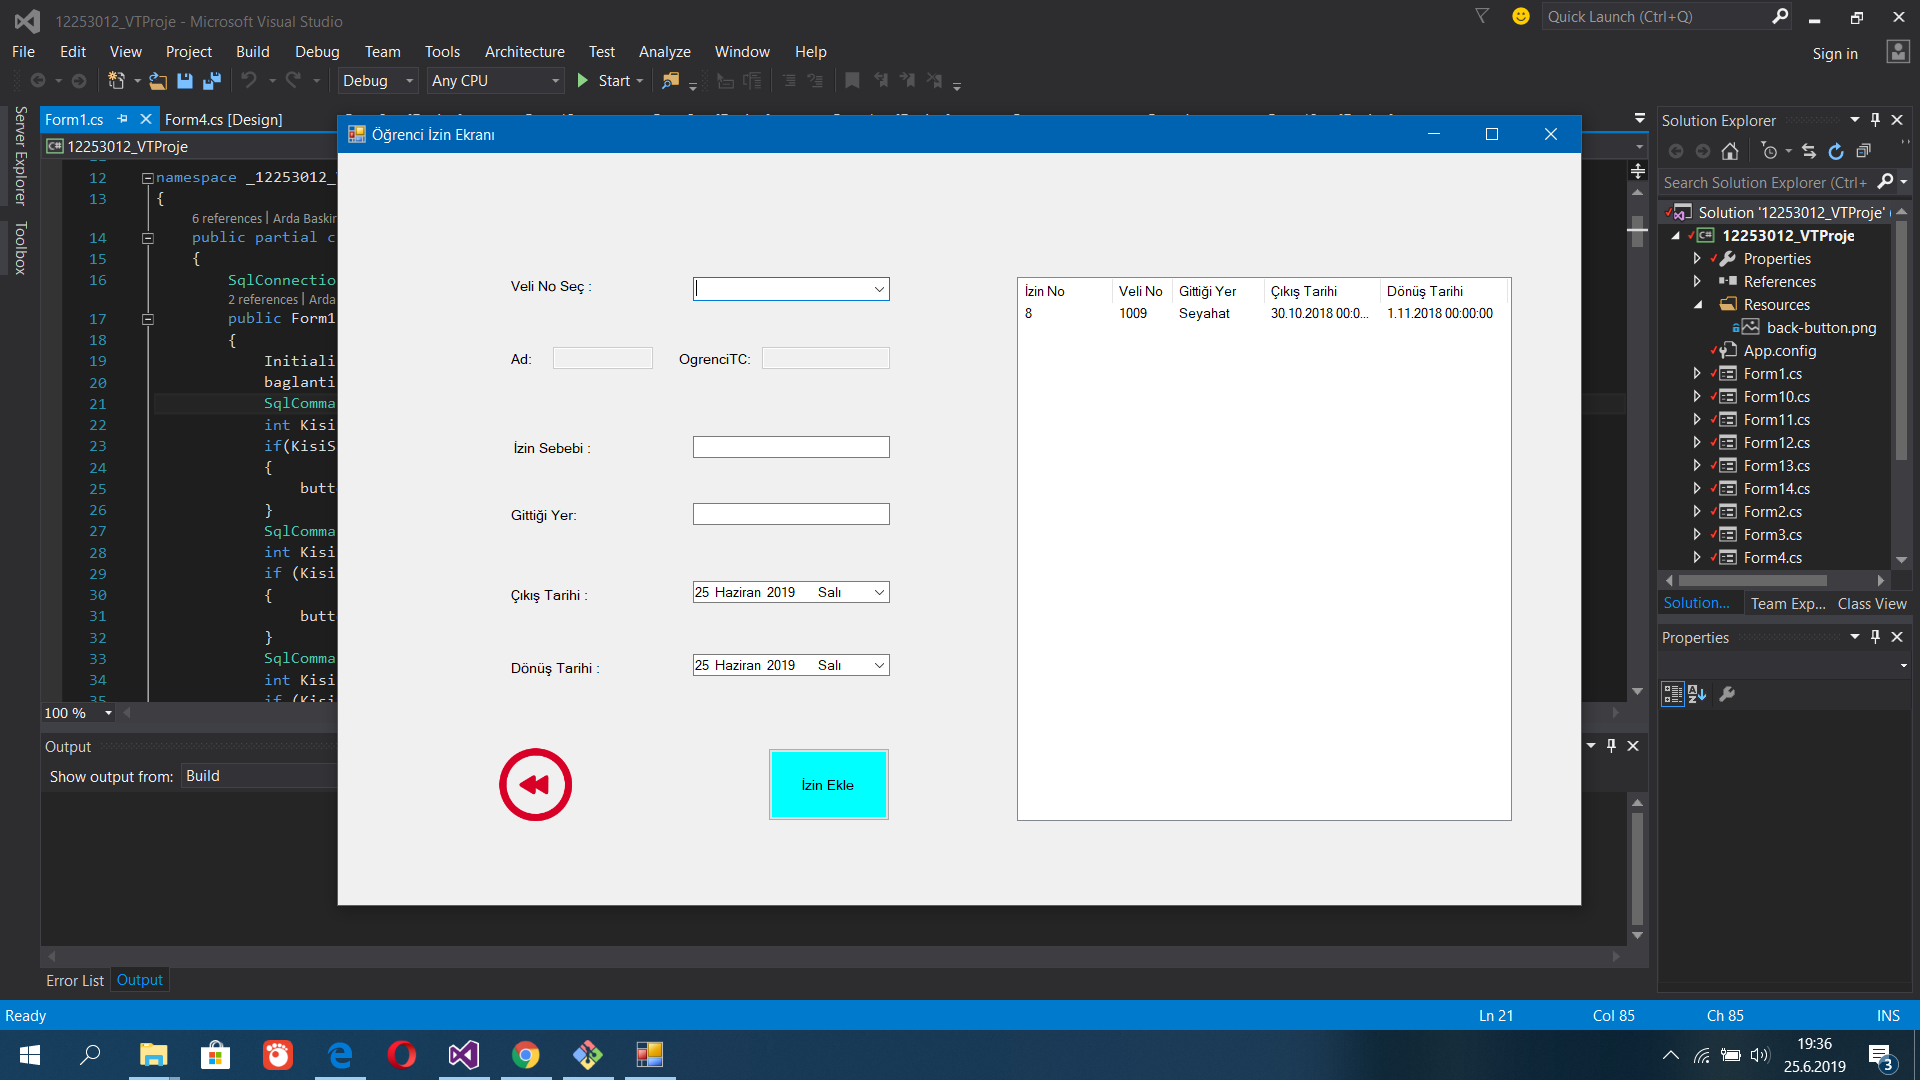 12253012_VTProje - Microsoft Visual Studio
Quick Launch (Ctrl+Q)
File Edit View Project Build Debug Team Tools Architecture Test Analyze Window Help
Sign in
Debug Any CPU Start
Server Explorer
Toolbox
Form1.cs Form4.cs [Design]
12253012_VTProje
12 namespace _12253012_
13 {
6 references | Arda Baskin
14 public partial c
15 {
16 SqlConnectio
2 references | Arda
17 public Form1
18 {
19 Initiali
20 baglanti
21 SqlComma
22 int Kisi
23 if(KisiS
24 {
25 butt
26 }
27 SqlComma
28 int Kisi
29 if (Kisi
30 {
31 butt
32 }
33 SqlComma
34 int Kisi
35 if (Kisi
100 %
Output
Show output from: Build
Error List Output
Öğrenci İzin Ekranı
Veli No Seç :
Ad: OgrenciTC:
İzin Sebebi :
Gittiği Yer:
Çıkış Tarihi : 25 Haziran 2019 Salı
Dönüş Tarihi : 25 Haziran 2019 Salı
İzin Ekle
İzin No Veli No Gittiği Yer Çıkış Tarihi Dönüş Tarihi
8 1009 Seyahat 30.10.2018 00:0... 1.11.2018 00:00:00
Solution Explorer
Search Solution Explorer (Ctrl+
Solution '12253012_VTProje' (
C# 12253012_VTProje
Properties
References
Resources
back-button.png
App.config
Form1.cs
Form10.cs
Form11.cs
Form12.cs
Form13.cs
Form14.cs
Form2.cs
Form3.cs
Form4.cs
Solution... Team Exp... Class View
Properties
Ready Ln 21 Col 85 Ch 85 INS
19:36
25.6.2019
3